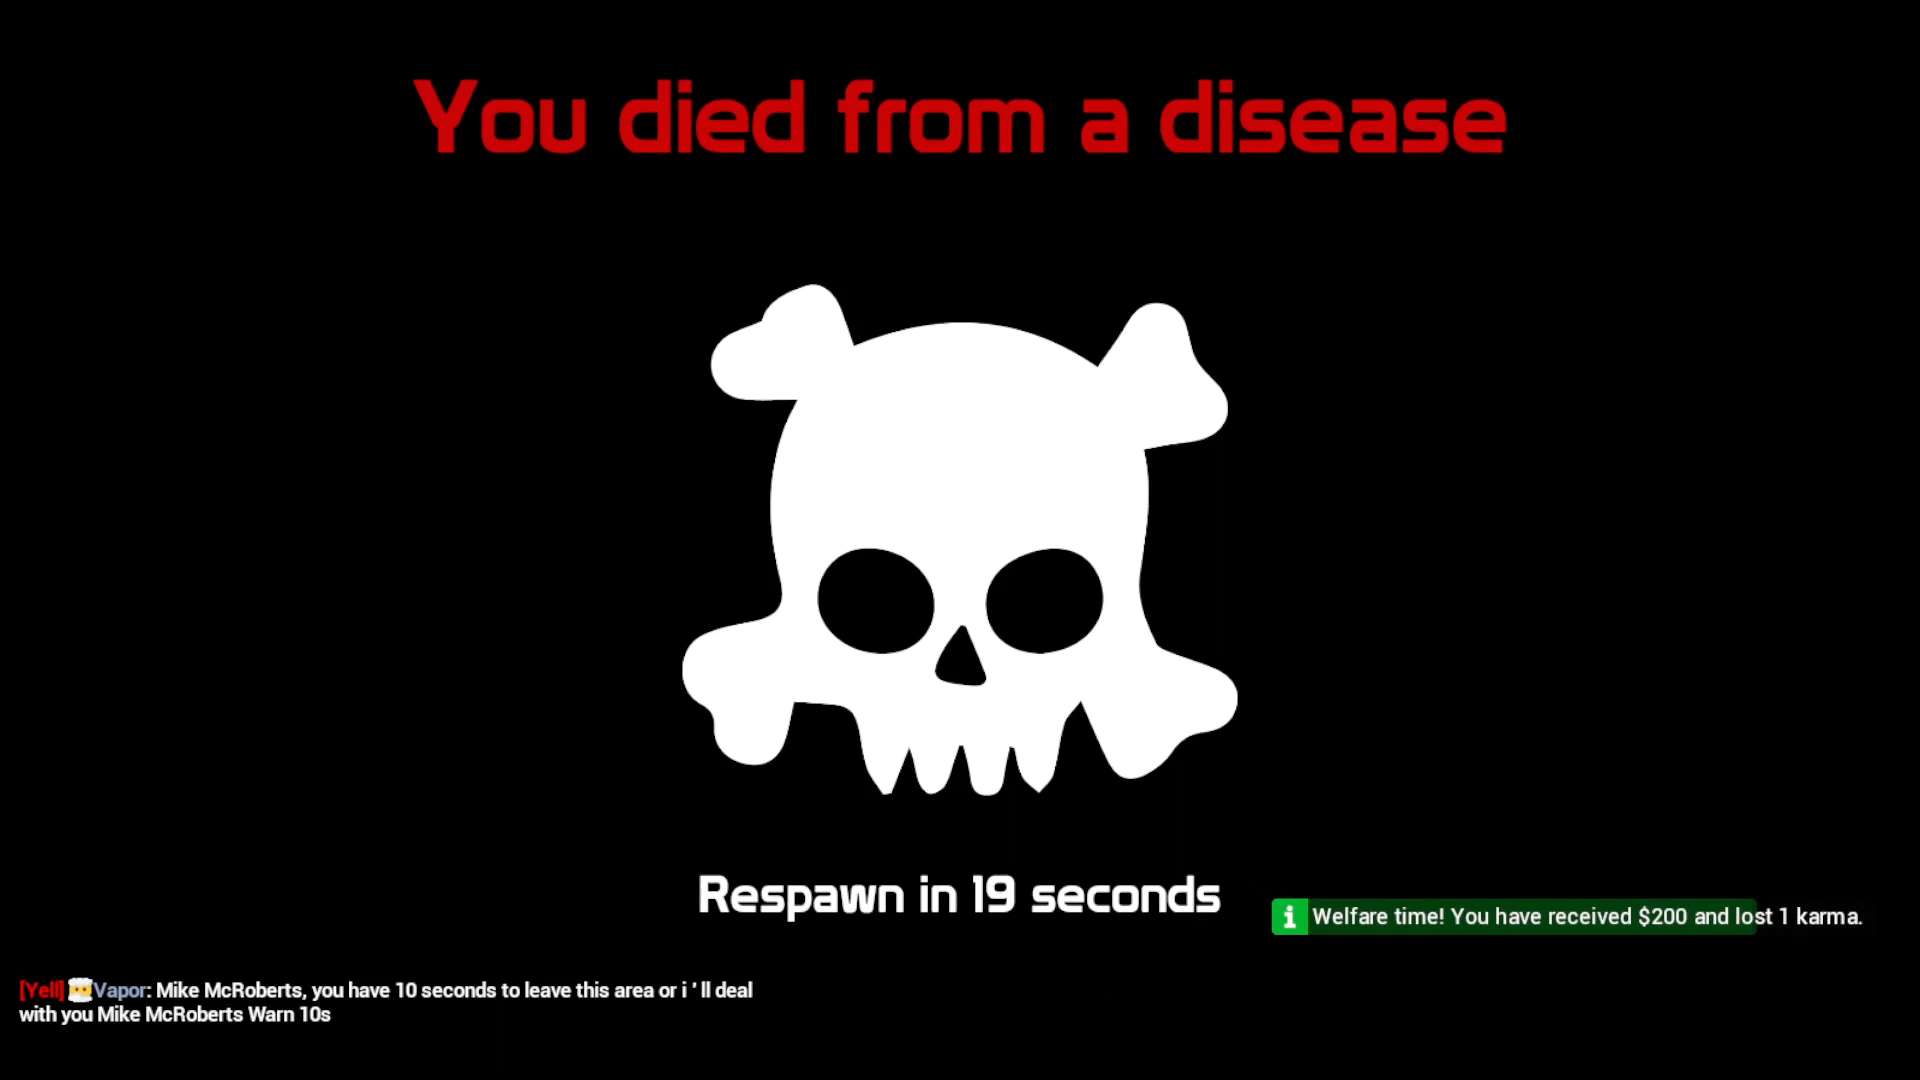 You died from a disease
Respawn in 19 seconds
Welfare time! You have received $200 and lost 1 karma.
[Yell] Vapor: Mike McRoberts, you have 10 seconds to leave this area or i ' ll deal
with you Mike McRoberts Warn 10s